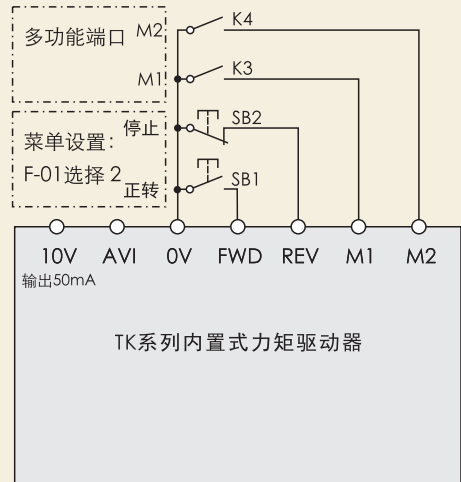 多功能端口 M2 K4
M1 K3
菜单设置: 停止 SB2
F-01选择 2 正转 SB1
10V AVI 0V FWD REV M1 M2
输出50mA
TK系列内置式力矩驱动器